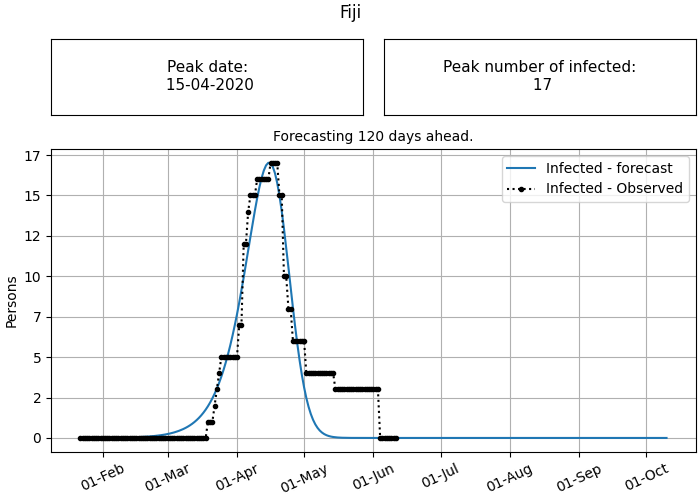 Fiji
Peak date:
15-04-2020
Peak number of infected:
17
Forecasting 120 days ahead.
Infected - forecast
Infected - Observed
Persons
17
15
12
10
7
5
2
0
01-Feb
01-Mar
01-Apr
01-May
01-Jun
01-Jul
01-Aug
01-Sep
01-Oct